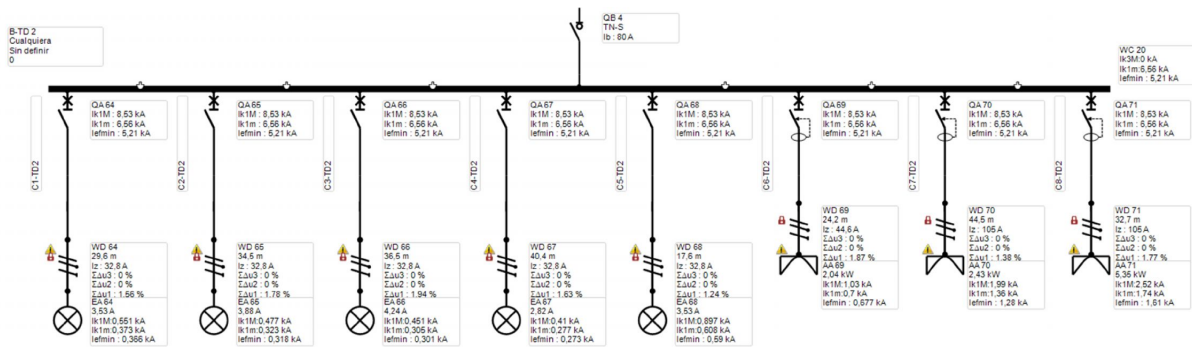 B-TD 2
Cualquiera
Sin definir
0
QB 4
TN-S
Ib : 80 A
WC 20
Ik3M:0 kA
Ik1m:6,56 kA
Iefmin : 5,21 kA
C1-TD2
QA 64
Ik1M : 8,53 kA
Ik1m : 6,56 kA
Iefmin : 5,21 kA
C2-TD2
QA 65
Ik1M : 8,53 kA
Ik1m : 6,56 kA
Iefmin : 5,21 kA
C3-TD2
QA 66
Ik1M : 8,53 kA
Ik1m : 6,56 kA
Iefmin : 5,21 kA
C4-TD2
QA 67
Ik1M : 8,53 kA
Ik1m : 6,56 kA
Iefmin : 5,21 kA
C5-TD2
QA 68
Ik1M : 8,53 kA
Ik1m : 6,56 kA
Iefmin : 5,21 kA
C6-TD2
QA 69
Ik1M : 8,53 kA
Ik1m : 6,56 kA
Iefmin : 5,21 kA
C7-TD2
QA 70
Ik1M : 8,53 kA
Ik1m : 6,56 kA
Iefmin : 5,21 kA
C8-TD2
QA 71
Ik1M : 8,53 kA
Ik1m : 6,56 kA
Iefmin : 5,21 kA
WD 64
29,6 m
Iz : 32,8 A
ΣΔu3 : 0 %
ΣΔu2 : 0 %
ΣΔu1 : 1.56 %
EA 64
3,53 A
Ik1M:0,551 kA
Ik1m:0,373 kA
Iefmin : 0,366 kA
WD 65
34,5 m
Iz : 32,8 A
ΣΔu3 : 0 %
ΣΔu2 : 0 %
ΣΔu1 : 1.78 %
EA 65
3,88 A
Ik1M:0,477 kA
Ik1m:0,323 kA
Iefmin : 0,318 kA
WD 66
36,5 m
Iz : 32,8 A
ΣΔu3 : 0 %
ΣΔu2 : 0 %
ΣΔu1 : 1.94 %
EA 66
4,24 A
Ik1M:0,451 kA
Ik1m:0,305 kA
Iefmin : 0,301 kA
WD 67
40,4 m
Iz : 32,8 A
ΣΔu3 : 0 %
ΣΔu2 : 0 %
ΣΔu1 : 1.63 %
EA 67
2,82 A
Ik1M:0,41 kA
Ik1m:0,277 kA
Iefmin : 0,273 kA
WD 68
17,6 m
Iz : 32,8 A
ΣΔu3 : 0 %
ΣΔu2 : 0 %
ΣΔu1 : 1.24 %
EA 68
3,53 A
Ik1M:0,897 kA
Ik1m:0,608 kA
Iefmin : 0,59 kA
WD 69
24,2 m
Iz : 44,6 A
ΣΔu3 : 0 %
ΣΔu2 : 0 %
ΣΔu1 : 1.87 %
AA 69
2,04 kW
Ik1M:1,03 kA
Ik1m:0,7 kA
Iefmin : 0,677 kA
WD 70
44,5 m
Iz : 105 A
ΣΔu3 : 0 %
ΣΔu2 : 0 %
ΣΔu1 : 1.38 %
AA 70
2,43 kW
Ik1M:1,99 kA
Ik1m:1,36 kA
Iefmin : 1,28 kA
WD 71
32,7 m
Iz : 105 A
ΣΔu3 : 0 %
ΣΔu2 : 0 %
ΣΔu1 : 1.77 %
AA 71
5,35 kW
Ik1M:2,52 kA
Ik1m:1,74 kA
Iefmin : 1,61 kA